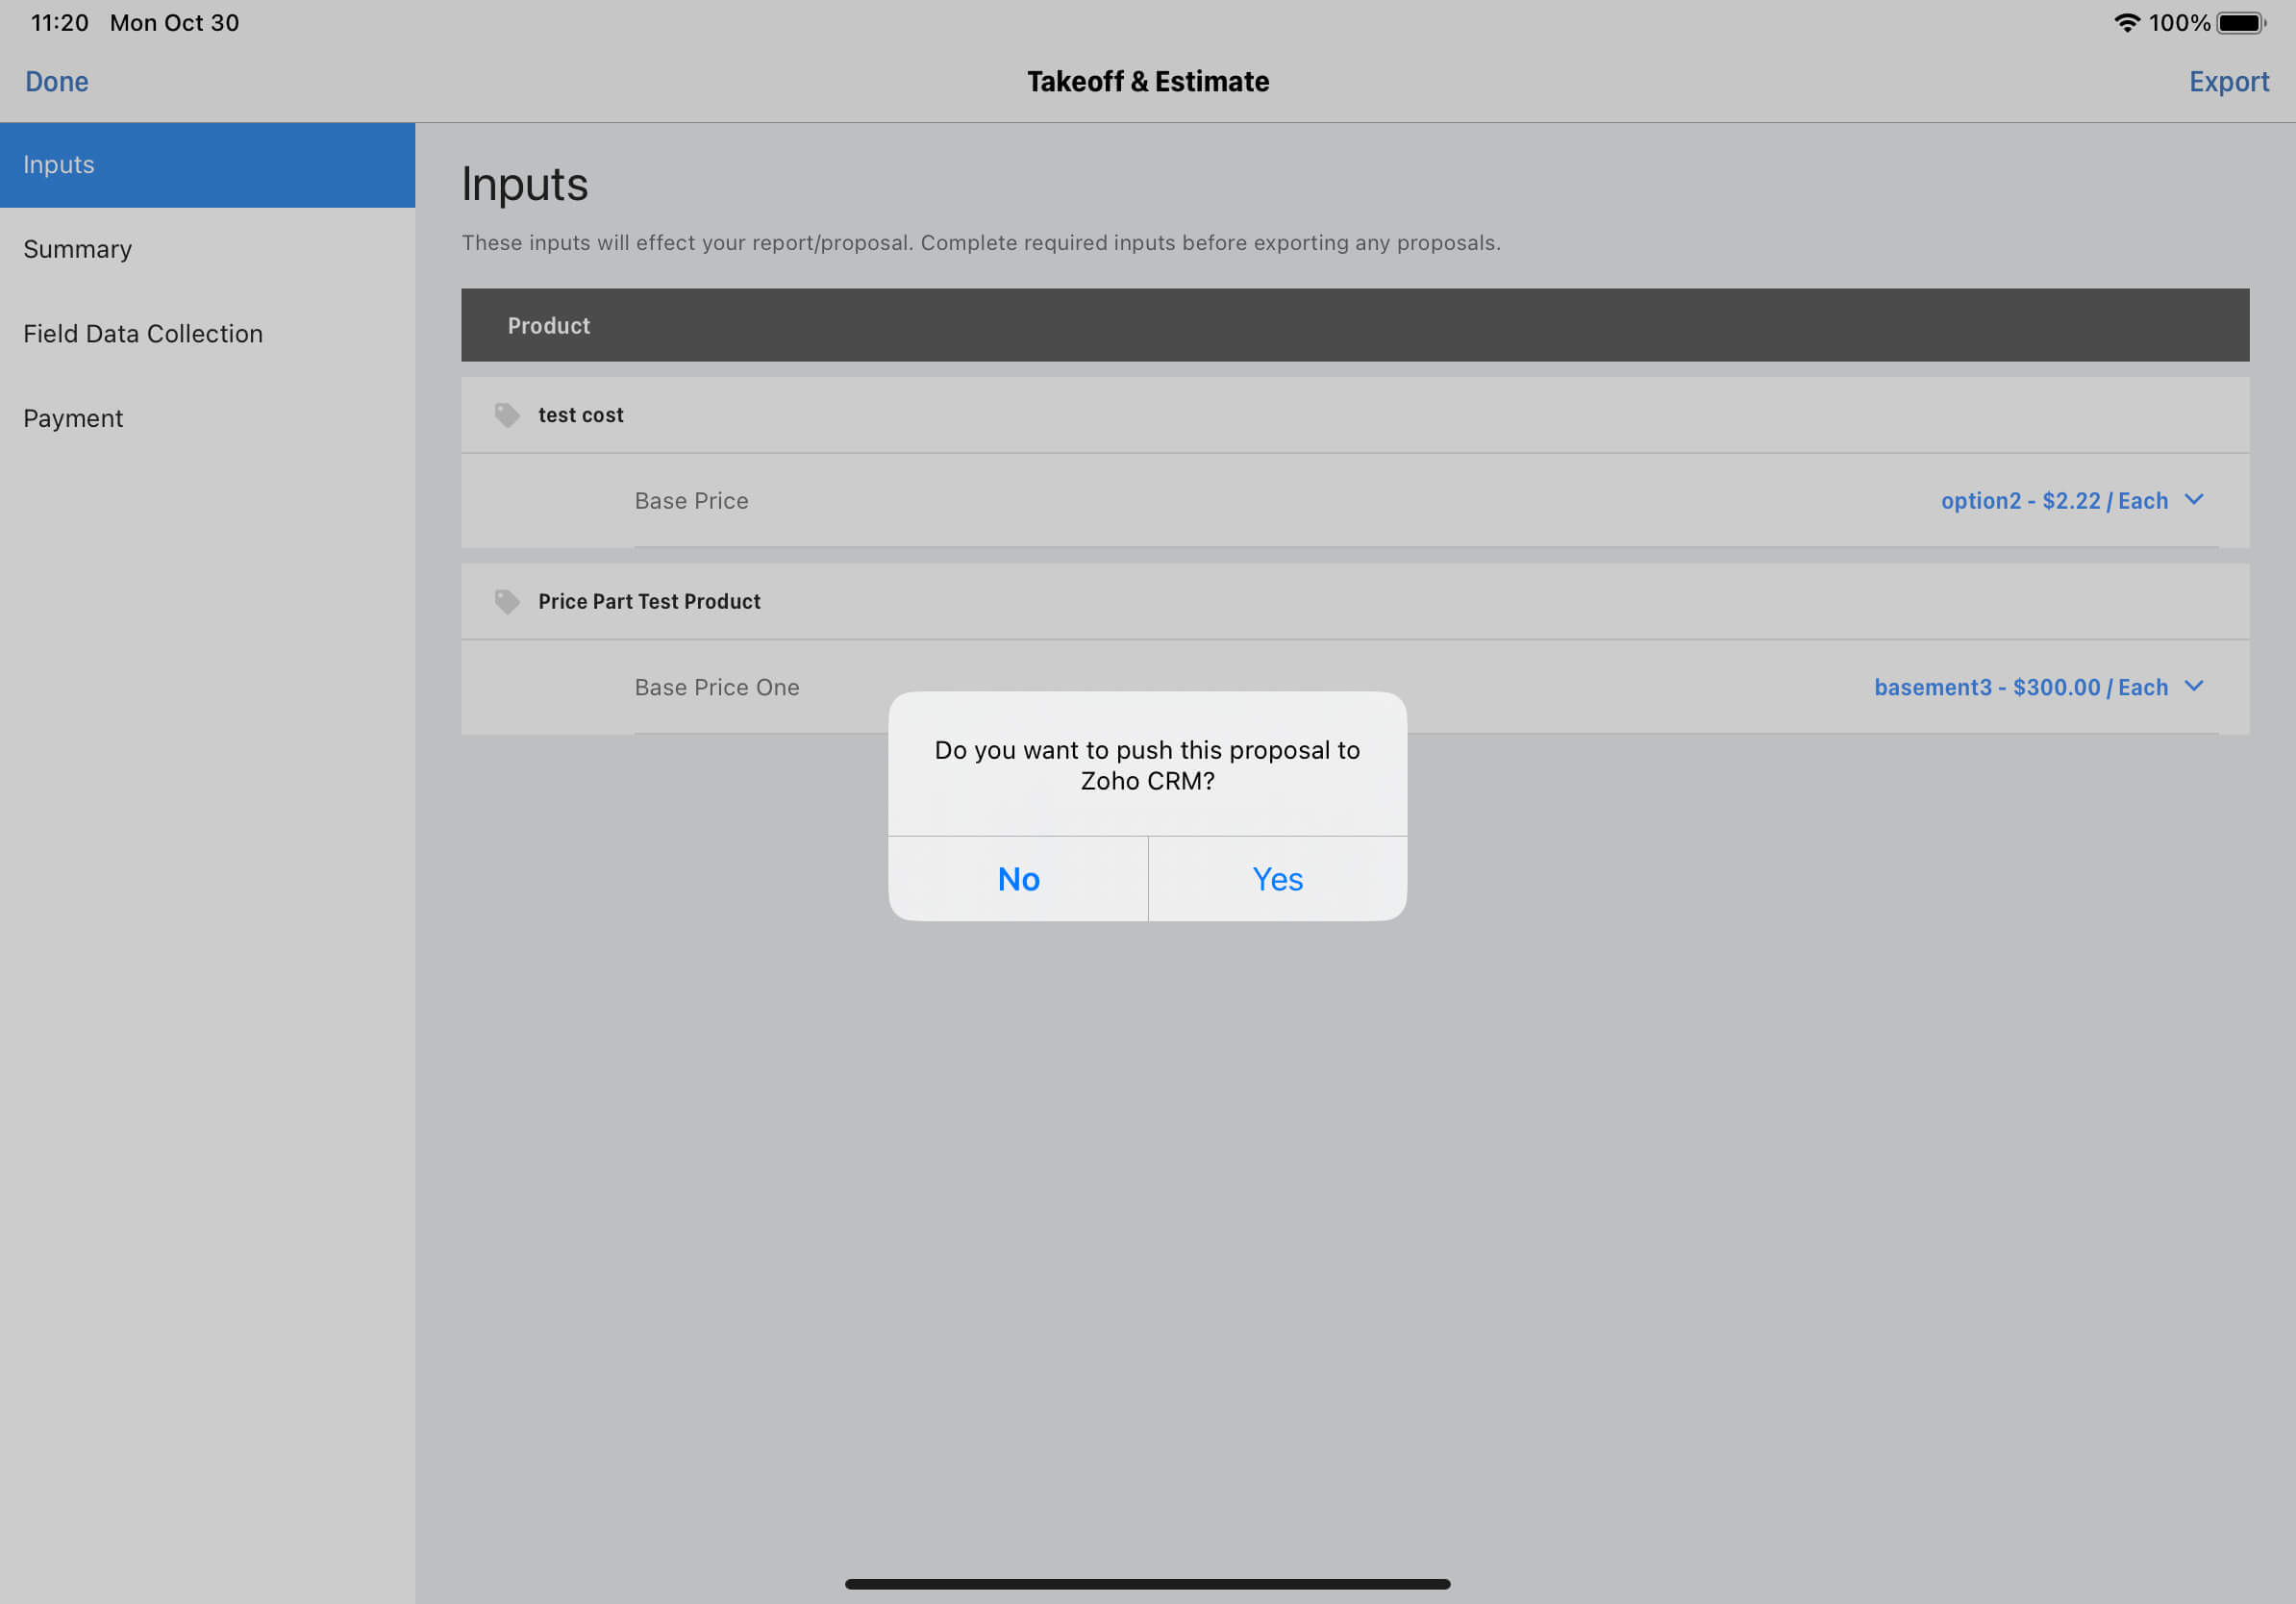 11:20 Mon Oct 30
100%
Done
Takeoff & Estimate
Export
Inputs
Summary
Field Data Collection
Payment
Inputs
These inputs will effect your report/proposal. Complete required inputs before exporting any proposals.
Product
test cost
Base Price
option2 - $2.22 / Each
Price Part Test Product
Base Price One
basement3 - $300.00 / Each
Do you want to push this proposal to
Zoho CRM?
No
Yes